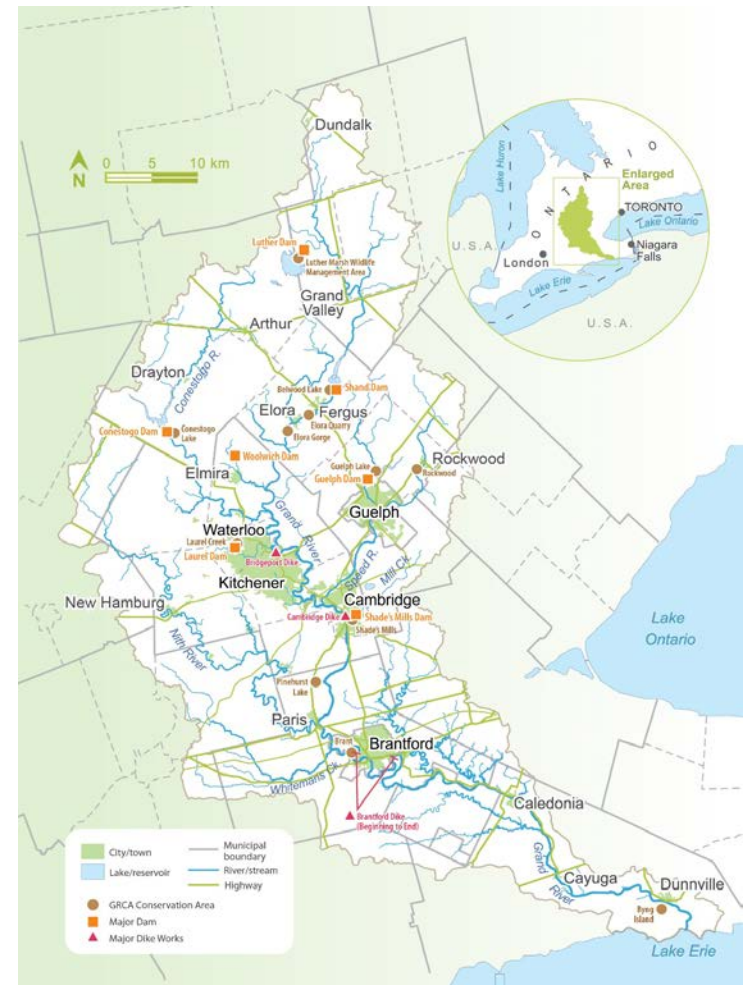 Dundalk
0 5 10 km
N
Luther Dam
Luther Marsh Wildlife
Management Area
Grand
Valley
Arthur
Drayton
Conestogo R.
Belwood Lake
Shand Dam
Elora
Fergus
Elora Quarry
Elora Gorge
Conestogo Dam
Conestogo
Lake
Woolwich Dam
Elmira
Guelph Lake
Guelph Dam
Rockwood
Rockwood
Guelph
Grand River
Waterloo
Laurel Creek
Laurel Dam
Bridgeport Dike
Kitchener
Speed R.
Mill Ck.
Cambridge
Cambridge Dike
Shade's Mills Dam
Shade's Mills
New Hamburg
Nith River
Pinehurst
Lake
Paris
Brant
Brantford
Whitemans Ck.
Brantford Dike
(Beginning to End)
Caledonia
Grand
River
Cayuga
Dunnville
Byng
Island
Lake Erie
Lake
Ontario
Lake Huron
ONTARIO
Enlarged
Area
TORONTO
Lake Ontario
U.S.A.
London
Niagara
Falls
Lake Erie
U.S.A.
City/town
Lake/reservoir
Municipal
boundary
River/stream
Highway
GRCA Conservation Area
Major Dam
Major Dike Works